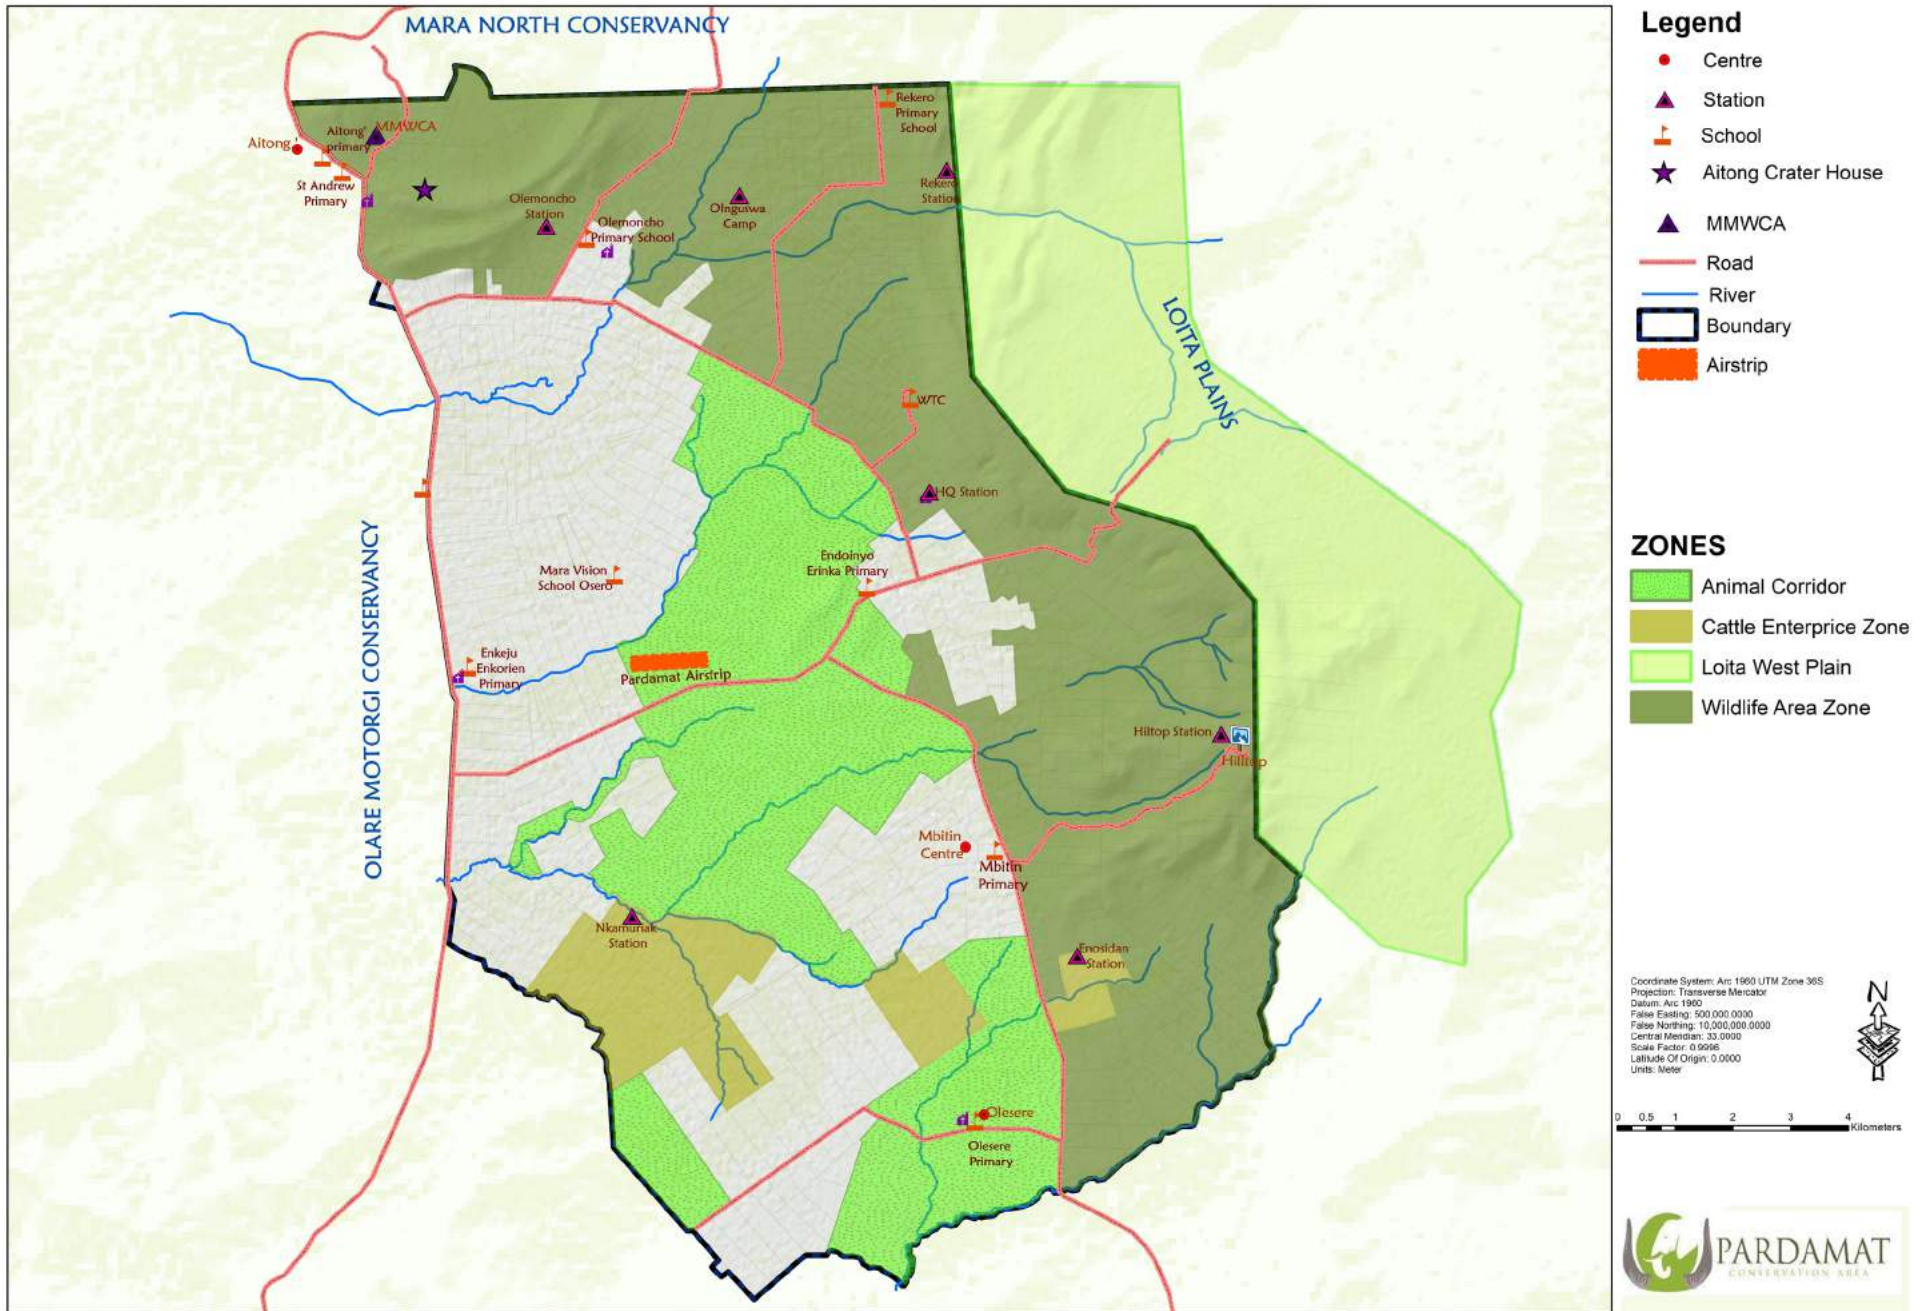 MARA NORTH CONSERVANCY
Aitong'
Aitong'
primary
MMWCA
St Andrew
Primary
Olemoncho
Station
Olemoncho
Primary School
Olnguswa
Camp
Rekero
Primary
School
Rekero
Station
LOITA PLAINS
WTC
HQ Station
OLARE MOTORGI CONSERVANCY
Mara Vision
School Osero
Endoinyo
Erinka Primary
Enkeju
Enkorien
Primary
Pardamat Airstrip
Hiltop Station
Hilltop
Mbitin
Centre
Mbitin
Primary
Nkamunak
Station
Enosidan
Station
Olesere
Olesere
Primary
Legend
Centre
Station
School
Aitong Crater House
MMWCA
Road
River
Boundary
Airstrip
ZONES
Animal Corridor
Cattle Enterprice Zone
Loita West Plain
Wildlife Area Zone
Coordinate System: Arc 1960 UTM Zone 36S
Projection: Transverse Mercator
Datum: Arc 1960
False Easting: 500,000.0000
False Northing: 10,000,000.0000
Central Meridian: 33.0000
Scale Factor: 0.9996
Latitude Of Origin: 0.0000
Units: Meter
N
0 0.5 1 2 3 4
Kilometers
PARDAMAT
CONSERVATION AREA